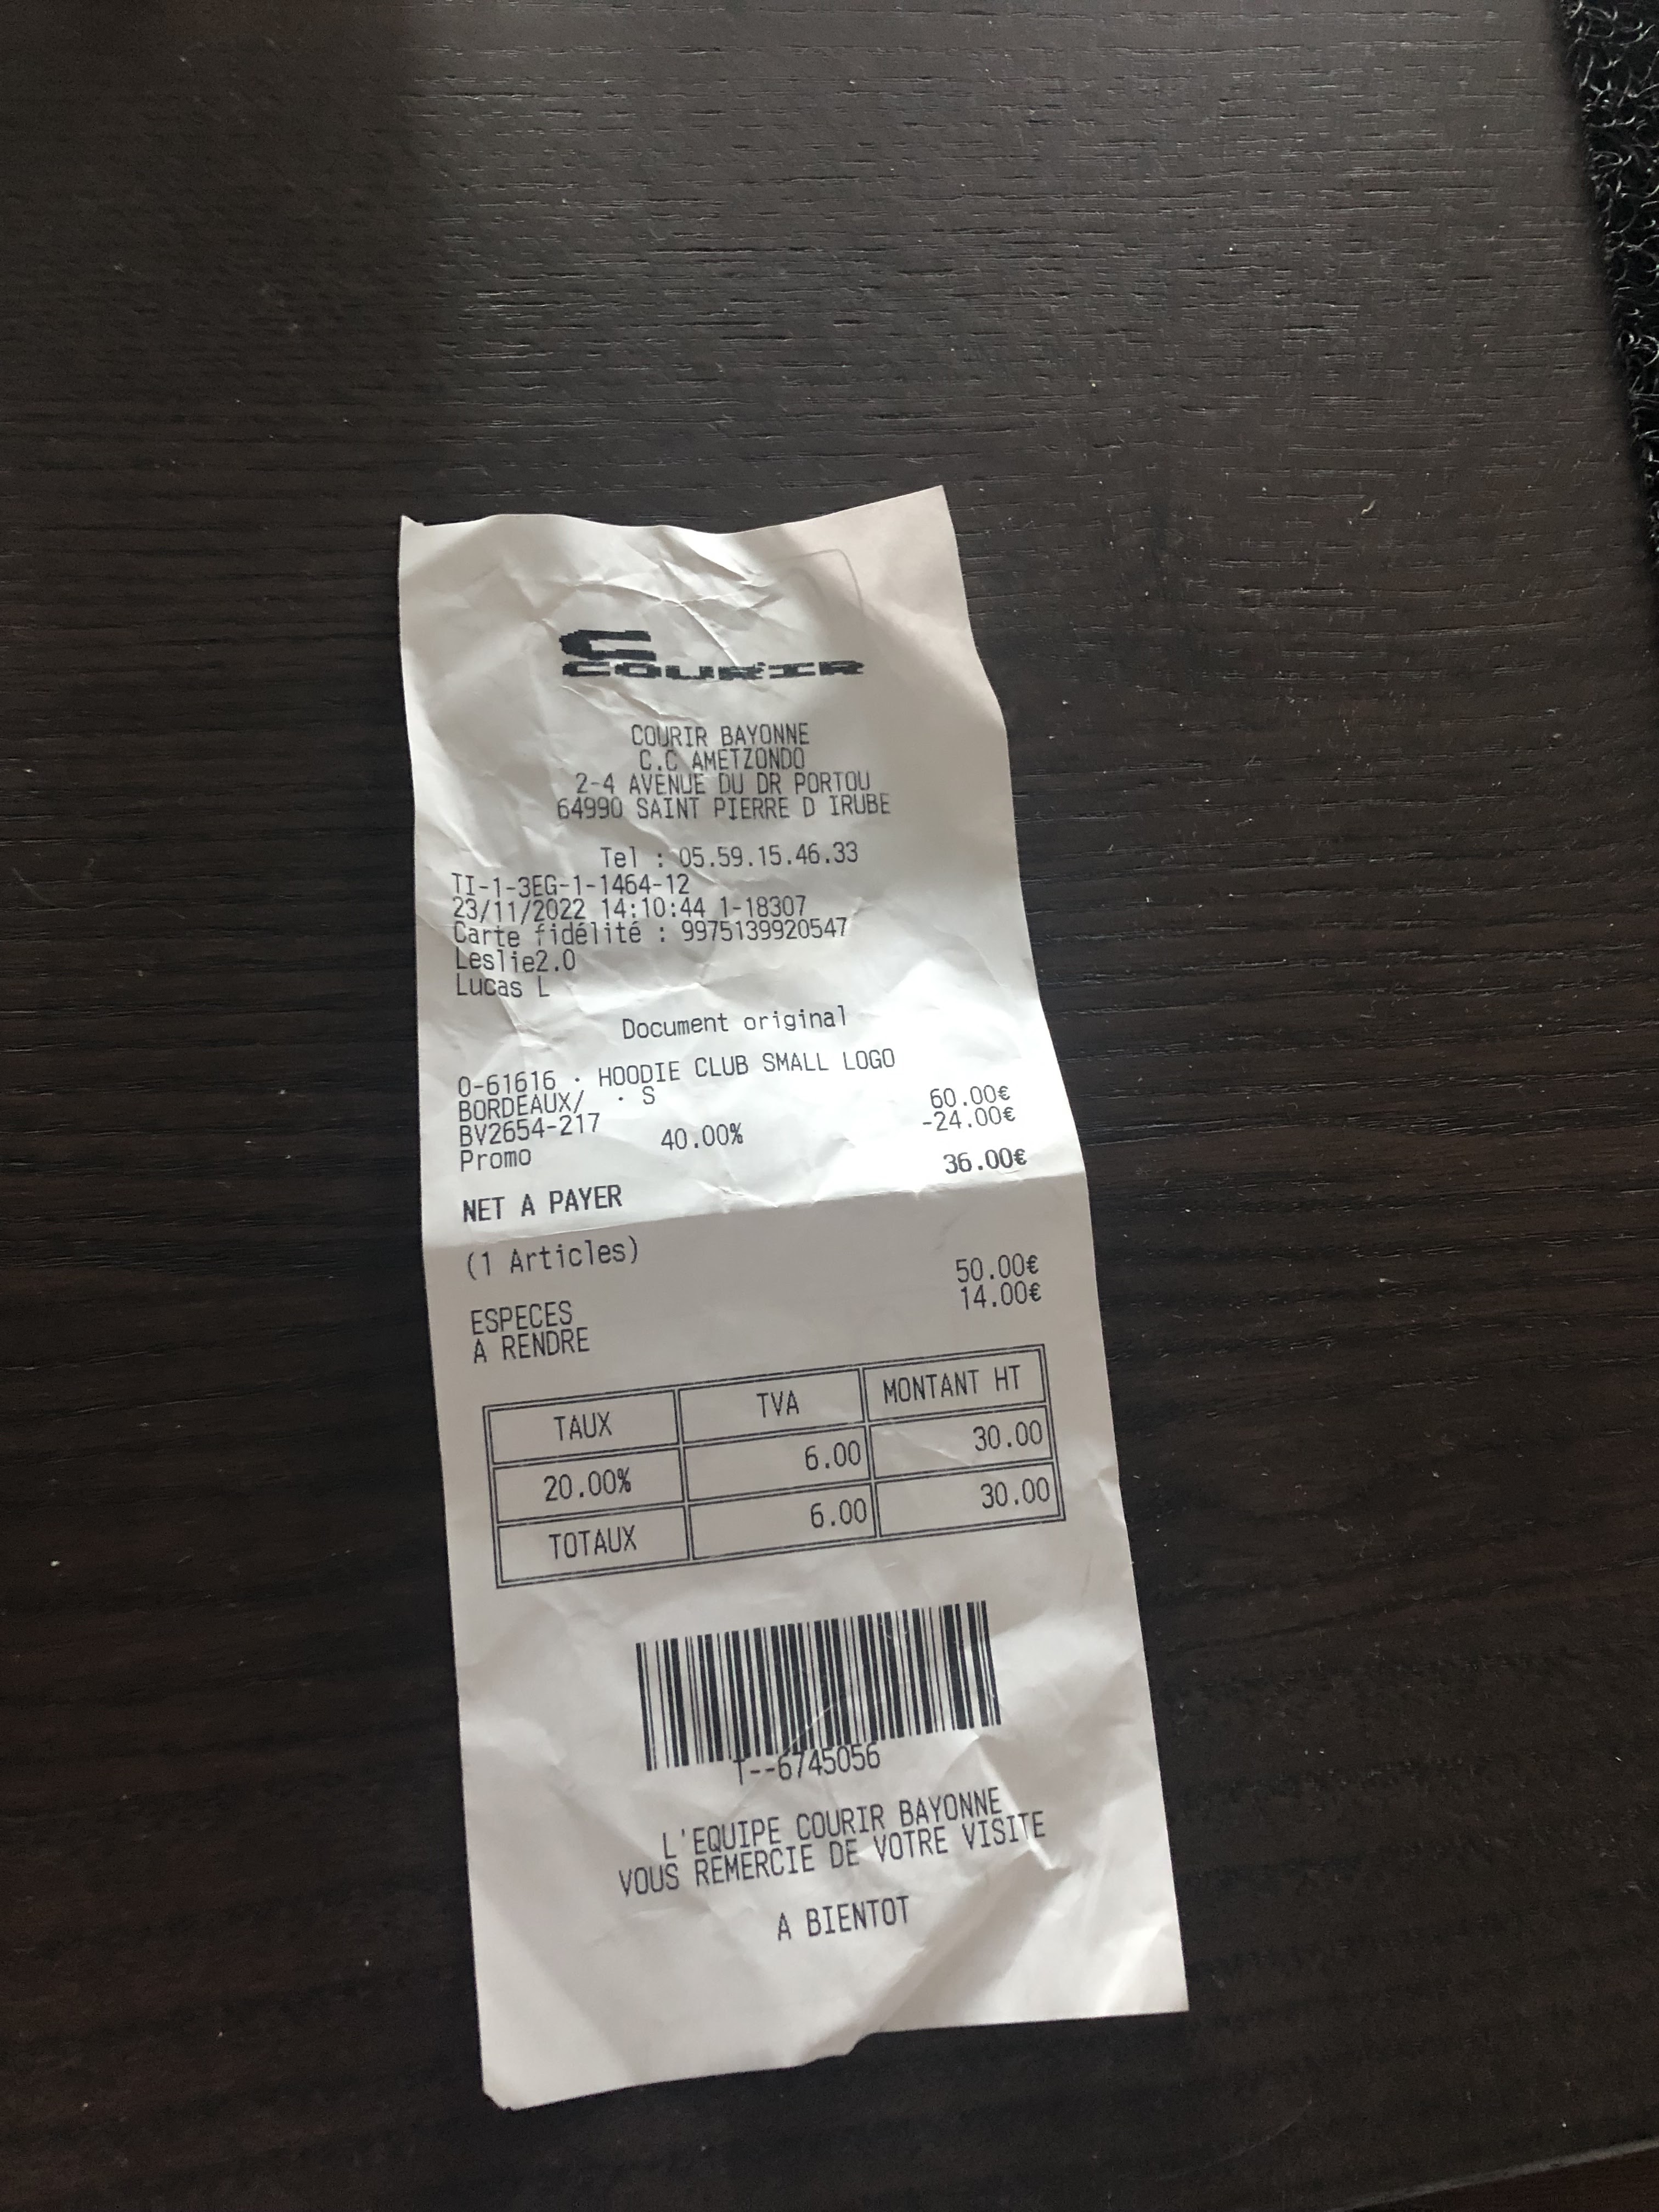 C
COURIR
COURIR BAYONNE
C.C AMETZONDO
2-4 AVENUE DU DR PORTOU
64990 SAINT PIERRE D IRUBE
Tel : 05.59.15.46.33
TI-1-3EG-1-1464-12
23/11/2022 14:10:44 1-18307
Carte fidélité : 9975139920547
Leslie2.0
Lucas L
Document original
O-61616 . HOODIE CLUB SMALL LOGO
BORDEAUX/ . S
BV2654-217 60.00€
Promo 40.00% -24.00€
NET A PAYER 36.00€
(1 Articles)
ESPECES 50.00€
A RENDRE 14.00€
TAUX TVA MONTANT HT
20.00% 6.00 30.00
TOTAUX 6.00 30.00
T--6745056
L'EQUIPE COURIR BAYONNE
VOUS REMERCIE DE VOTRE VISITE
A BIENTOT